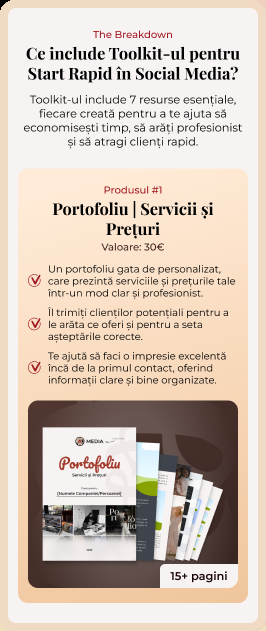 The Breakdown
Ce include Toolkit-ul pentru
Start Rapid în Social Media?
Toolkit-ul include 7 resurse esențiale,
fiecare creată pentru a te ajuta să
economisești timp, să arăți profesionist
și să atragi clienți rapid.
Produsul #1
Portofoliu | Servicii și
Prețuri
Valoare: 30€
Un portofoliu gata de personalizat,
care prezintă serviciile și prețurile tale
într-un mod clar și profesionist.
Îl trimiți clienților potențiali pentru a
le arăta ce oferi și pentru a seta
așteptările corecte.
Te ajută să faci o impresie excelentă
încă de la primul contact, oferind
informații clare și bine organizate.
MEDIA
Portofoliu
Servicii și Prețuri
[Numele Companiei/Persoanei]
15+ pagini